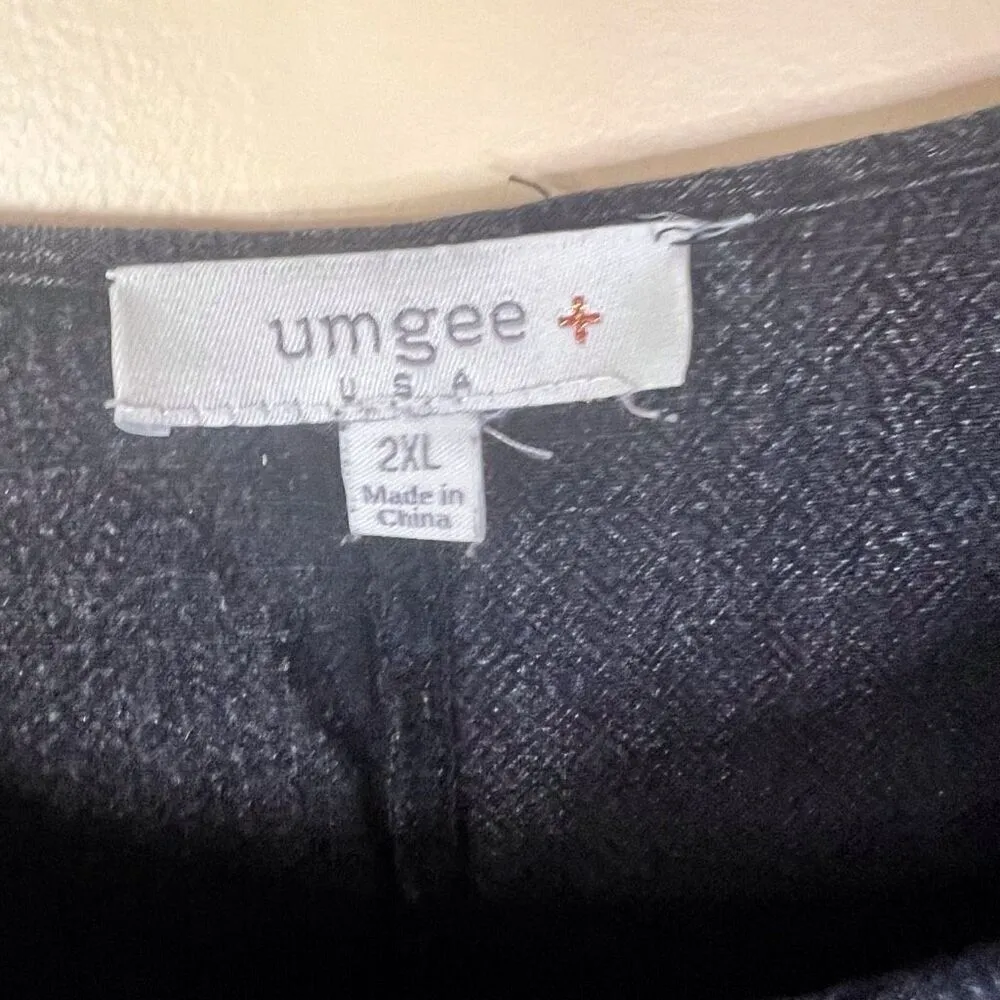 umgee +
USA
2XL
Made in
China